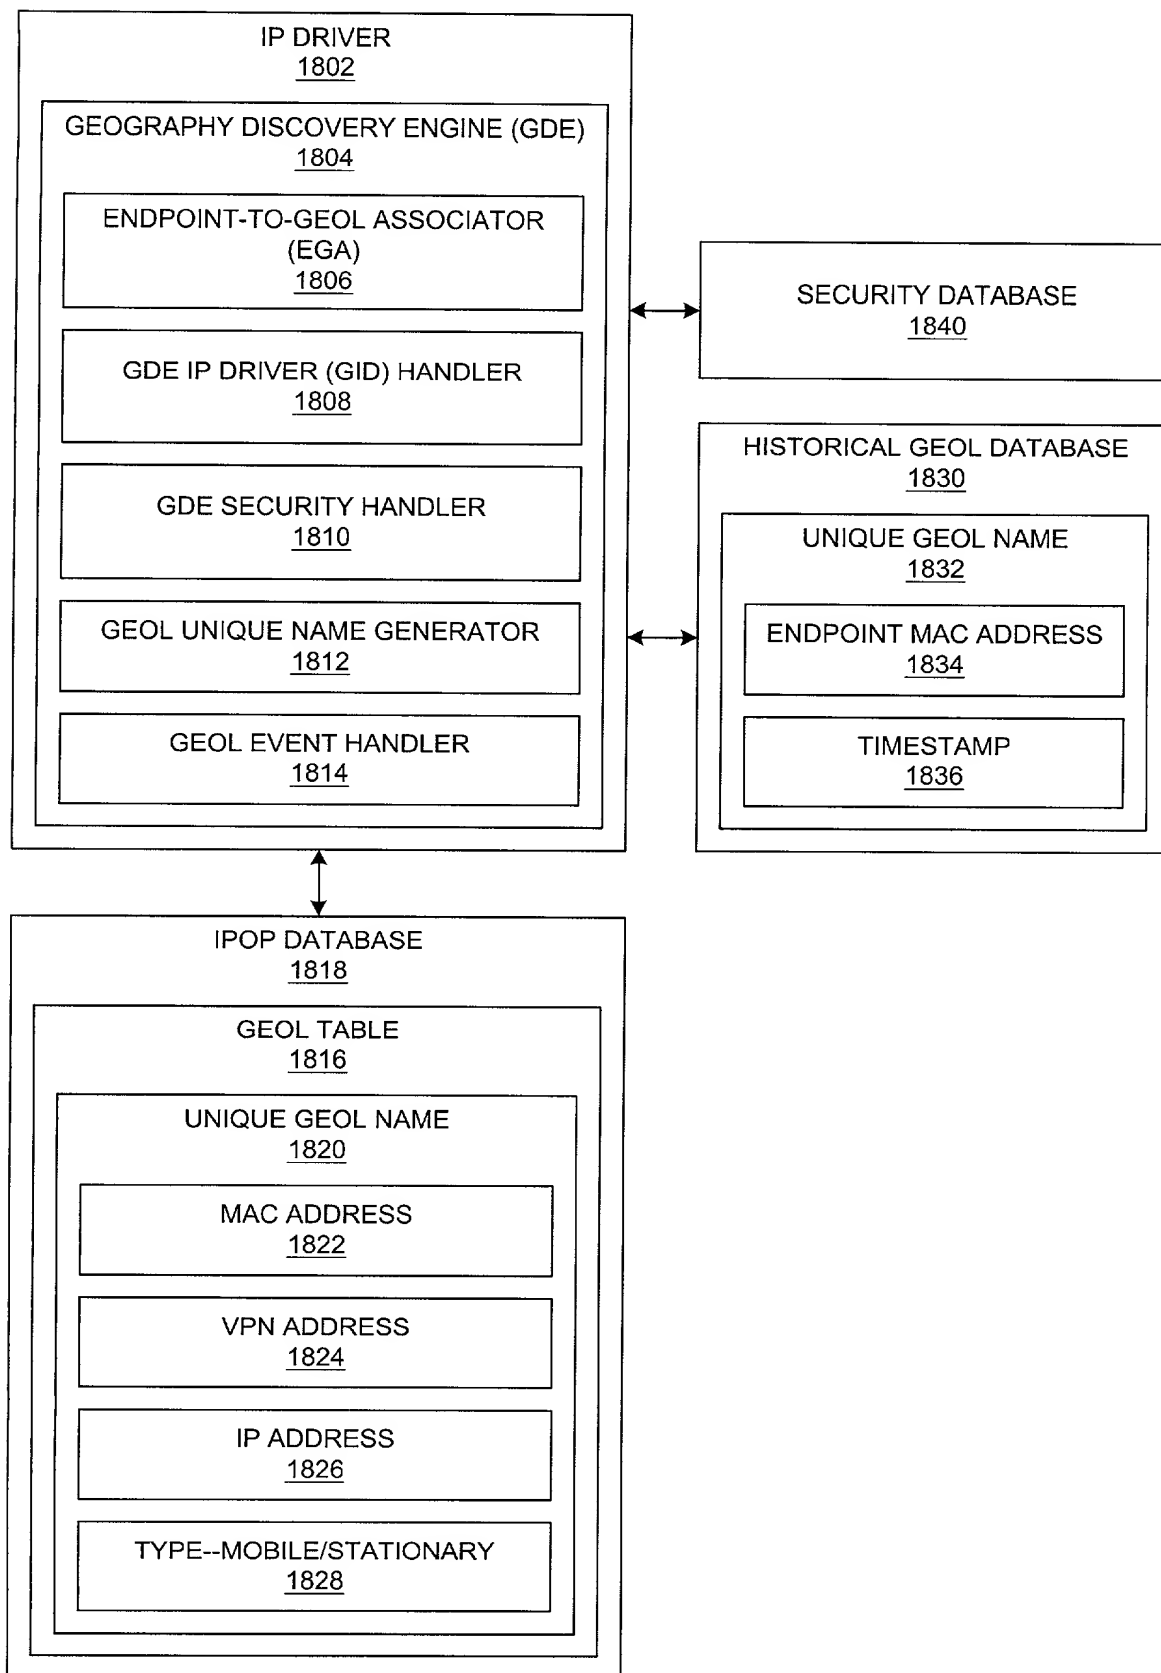 IP DRIVER
1802
GEOGRAPHY DISCOVERY ENGINE (GDE)
1804
ENDPOINT-TO-GEOL ASSOCIATOR
(EGA)
1806
GDE IP DRIVER (GID) HANDLER
1808
GDE SECURITY HANDLER
1810
GEOL UNIQUE NAME GENERATOR
1812
GEOL EVENT HANDLER
1814
SECURITY DATABASE
1840
HISTORICAL GEOL DATABASE
1830
UNIQUE GEOL NAME
1832
ENDPOINT MAC ADDRESS
1834
TIMESTAMP
1836
IPOP DATABASE
1818
GEOL TABLE
1816
UNIQUE GEOL NAME
1820
MAC ADDRESS
1822
VPN ADDRESS
1824
IP ADDRESS
1826
TYPE--MOBILE/STATIONARY
1828